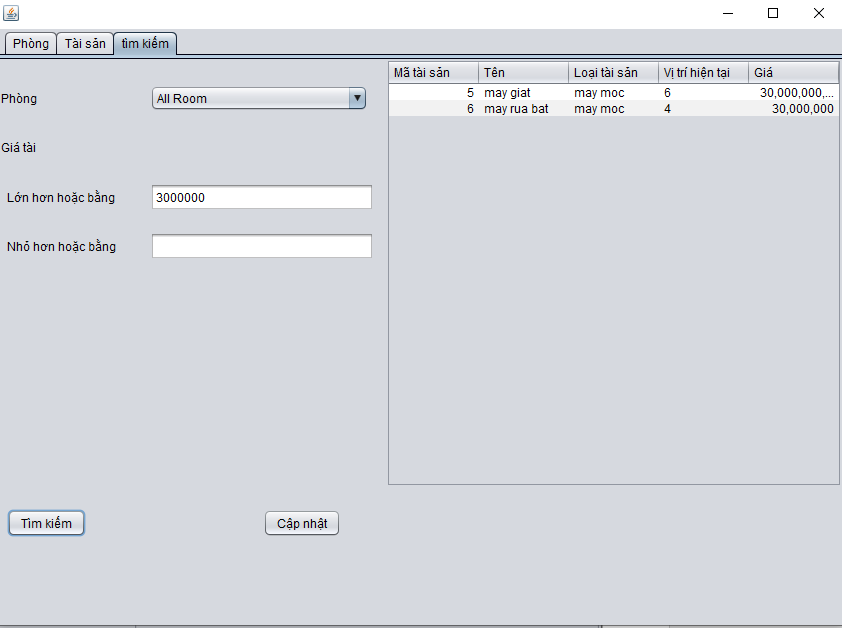 Phòng Tài sản tìm kiếm
Phòng All Room
Giá tài
Lớn hơn hoặc bằng 3000000
Nhỏ hơn hoặc bằng
Mã tài sản Tên Loại tài sản Vị trí hiện tại Giá
5 may giat may moc 6 30,000,000,...
6 may rua bat may moc 4 30,000,000
Tìm kiếm Cập nhật